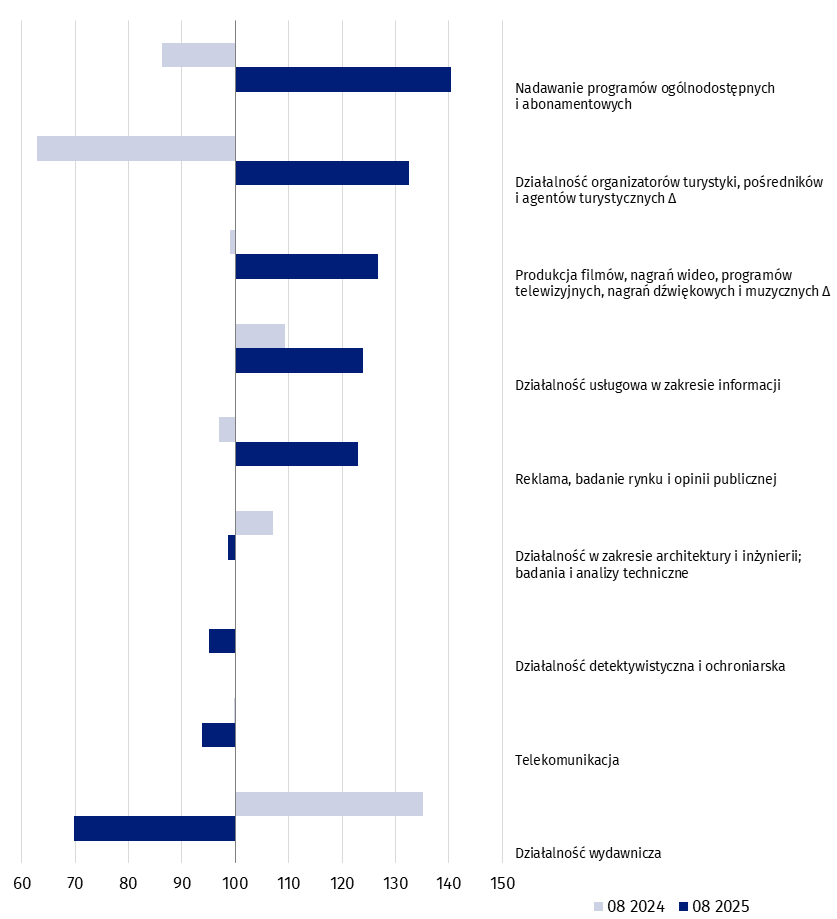 Nadawanie programów ogólnodostępnych
i abonamentowych
Działalność organizatorów turystyki, pośredników
i agentów turystycznych Δ
Produkcja filmów, nagrań wideo, programów
telewizyjnych, nagrań dźwiękowych i muzycznych Δ
Działalność usługowa w zakresie informacji
Reklama, badanie rynku i opinii publicznej
Działalność w zakresie architektury i inżynierii;
badania i analizy techniczne
Działalność detektywistyczna i ochroniarska
Telekomunikacja
Działalność wydawnicza
60 70 80 90 100 110 120 130 140 150
08 2024 08 2025